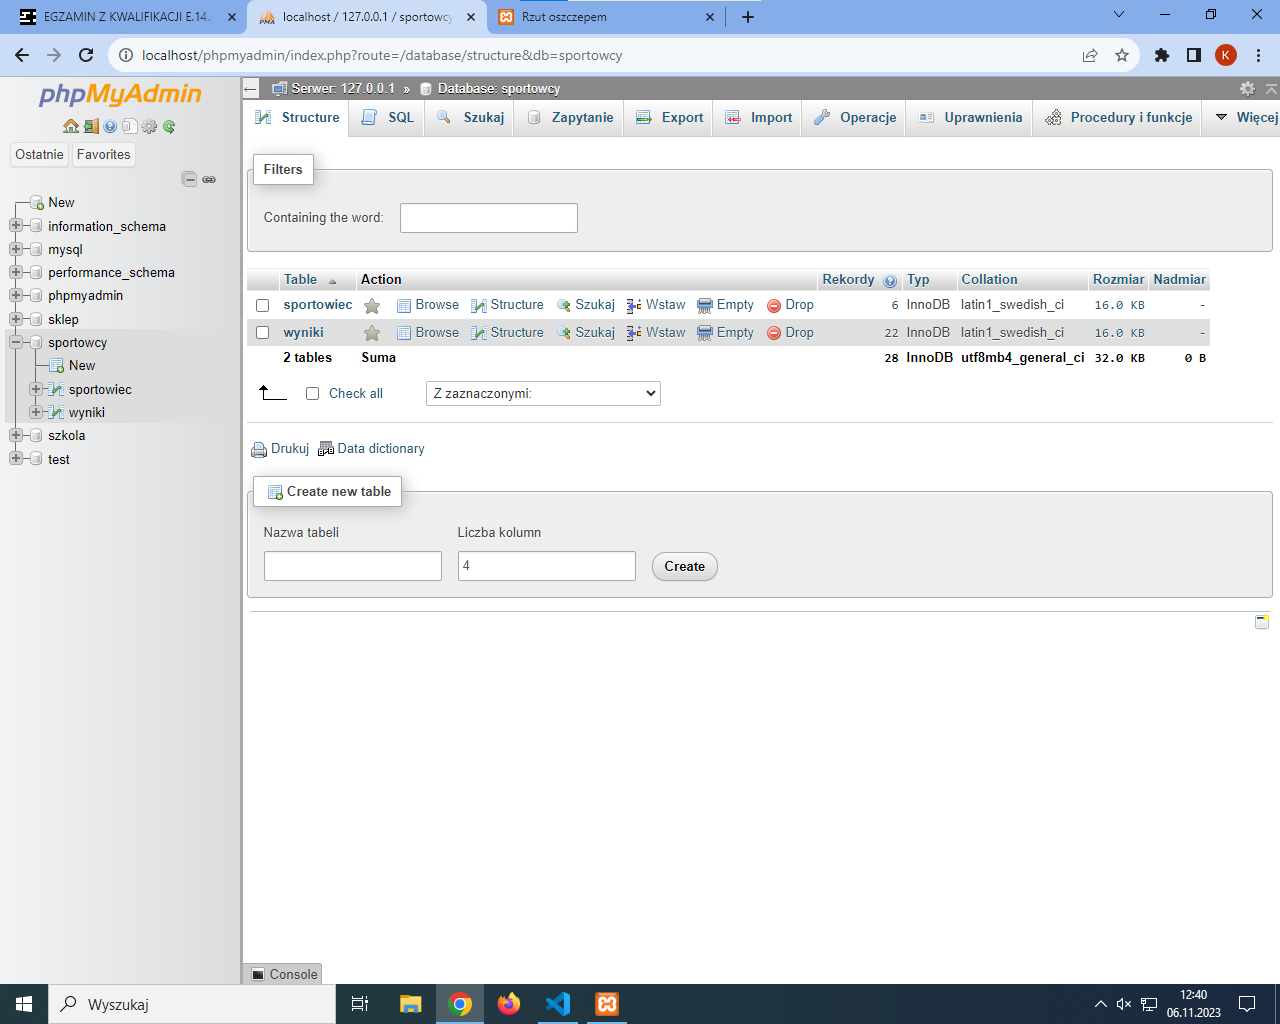 EGZAMIN Z KWALIFIKACJI E.14.
localhost / 127.0.0.1 / sportowcy
Rzut oszczepem
localhost/phpmyadmin/index.php?route=/database/structure&db=sportowcy
K
phpMyAdmin
Ostatnie
Favorites
New
information_schema
mysql
performance_schema
phpmyadmin
sklep
sportowcy
New
sportowiec
wyniki
szkola
test
Serwer: 127.0.0.1 » Database: sportowcy
Structure
SQL
Szukaj
Zapytanie
Export
Import
Operacje
Uprawnienia
Procedury i funkcje
Więcej
Filters
Containing the word:
Table Action Rekordy Typ Collation Rozmiar Nadmiar
sportowiec Browse Structure Szukaj Wstaw Empty Drop 6 InnoDB latin1_swedish_ci 16.0 KB -
wyniki Browse Structure Szukaj Wstaw Empty Drop 22 InnoDB latin1_swedish_ci 16.0 KB -
2 tables Suma 28 InnoDB utf8mb4_general_ci 32.0 KB 0 B
Check all
Z zaznaczonymi:
Drukuj
Data dictionary
Create new table
Nazwa tabeli
Liczba kolumn
4
Create
Console
Wyszukaj
12:40
06.11.2023